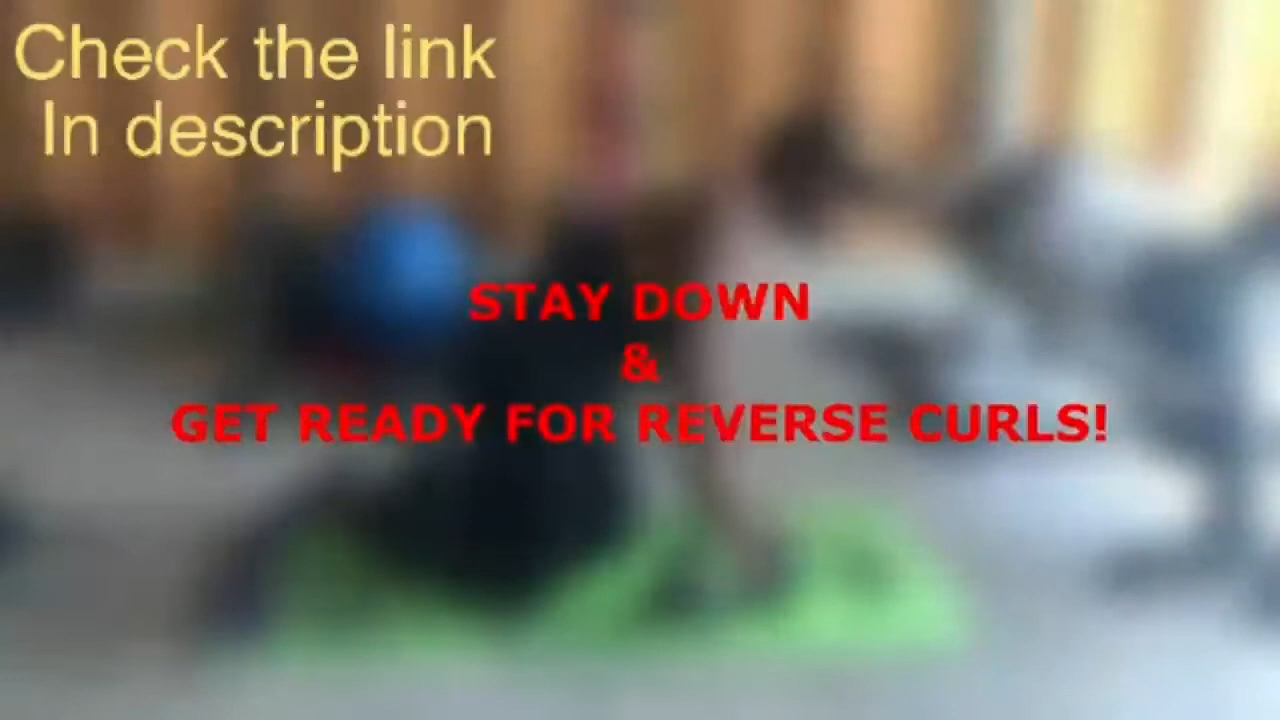 Check the link
In description
STAY DOWN
&
GET READY FOR REVERSE CURLS!